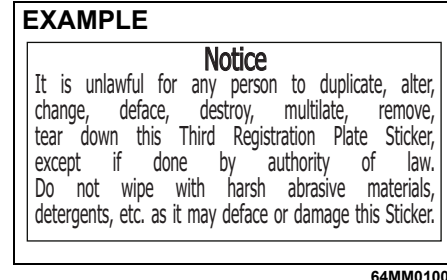 EXAMPLE
Notice
It is unlawful for any person to duplicate, alter,
change, deface, destroy, multilate, remove,
tear down this Third Registration Plate Sticker,
except if done by authority of law.
Do not wipe with harsh abrasive materials,
detergents, etc. as it may deface or damage this Sticker.
64MM0100